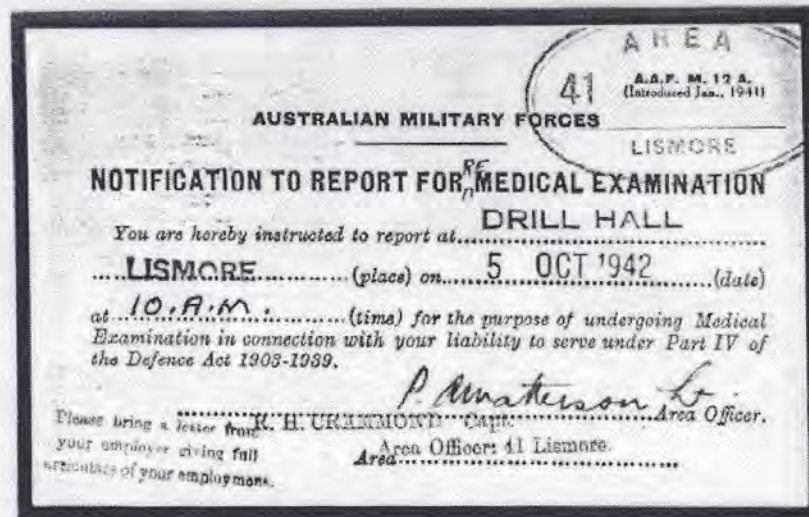 AREA
41
A.A.F. M. 12 A.
(Introduced Jan., 1941)
LISMORE
AUSTRALIAN MILITARY FORCES
RE
NOTIFICATION TO REPORT FOR MEDICAL EXAMINATION
You are hereby instructed to report at DRILL HALL
LISMORE (place) on 5 OCT 1942 (date)
at 10.A.M. (time) for the purpose of undergoing Medical
Examination in connection with your liability to serve under Part IV of
the Defence Act 1903-1939.
Lt
Area Officer.
R. H. CRAMMOND Capt.
Area Area Officer: 41 Lismore.
Please bring a letter from
your employer giving full
particulars of your employment.